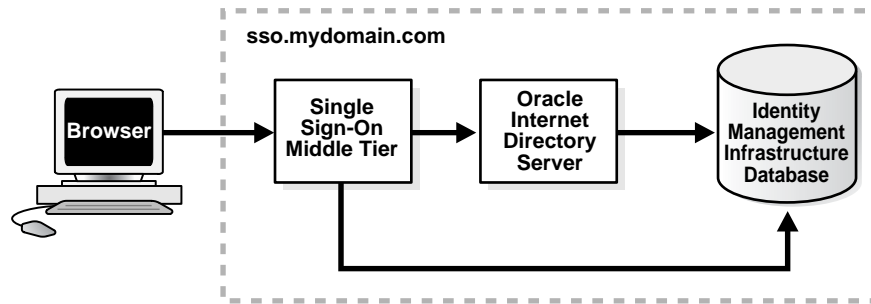 sso.mydomain.com
Browser
Single
Sign-On
Middle Tier
Oracle
Internet
Directory
Server
Identity
Management
Infrastructure
Database